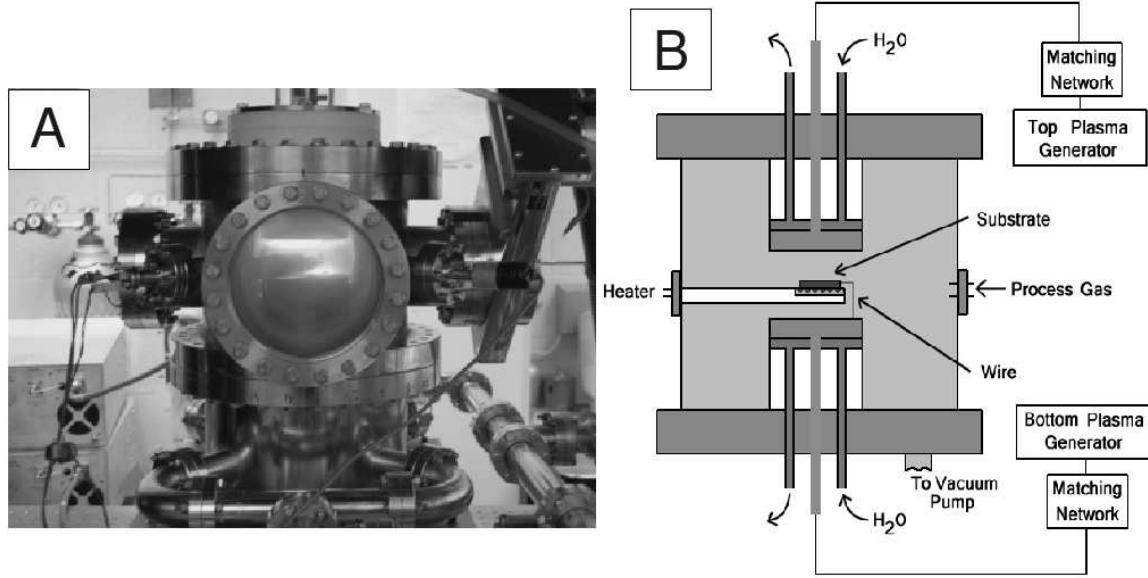 A
B
H2O
Matching
Network
Top Plasma
Generator
Substrate
Heater
Process Gas
Wire
Bottom Plasma
Generator
To Vacuum
Pump
Matching
Network
H2O